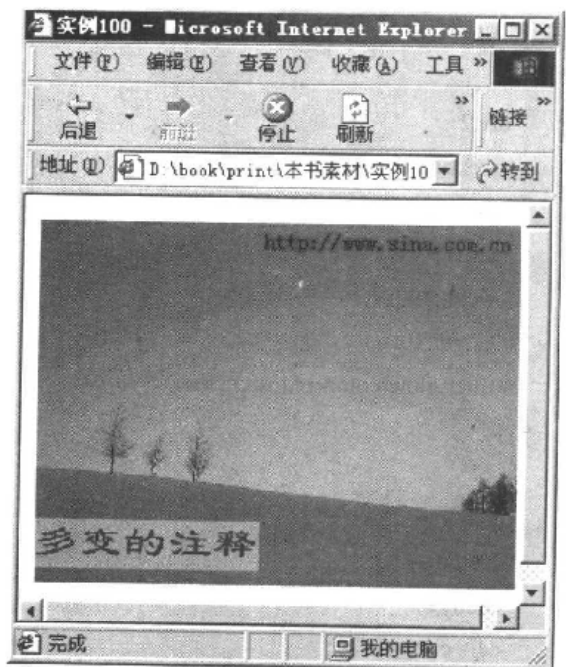 实例100 - Microsoft Internet Explorer
文件(F) 编辑(E) 查看(V) 收藏(A) 工具 »
后退 前进 停止 刷新 » 链接 »
地址(D) D:\book\print\本书素材\实例10 转到
http://www.sina.com.cn
多变的注释
完成 我的电脑